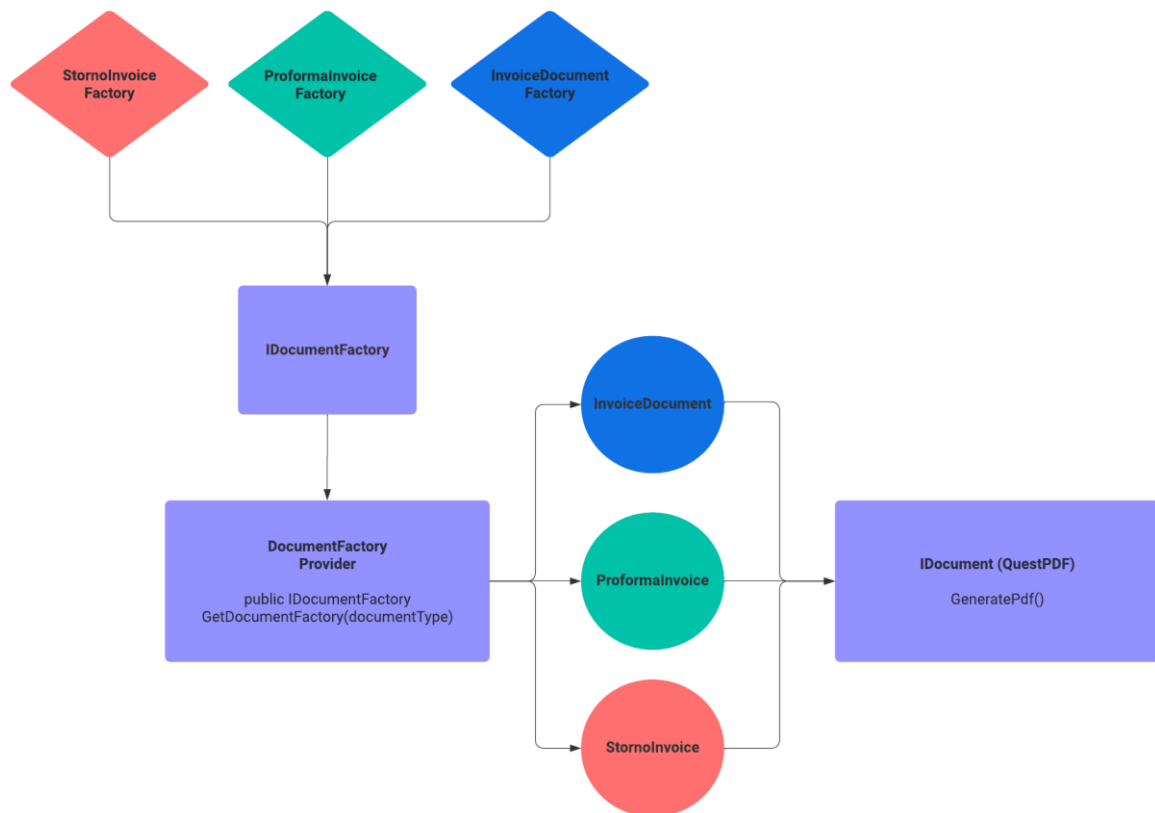 StornoInvoice
Factory
ProformaInvoice
Factory
InvoiceDocument
Factory
IDocumentFactory
InvoiceDocument
DocumentFactory
Provider
public IDocumentFactory
GetDocumentFactory(documentType)
ProformaInvoice
IDocument (QuestPDF)
GeneratePdf()
StornoInvoice